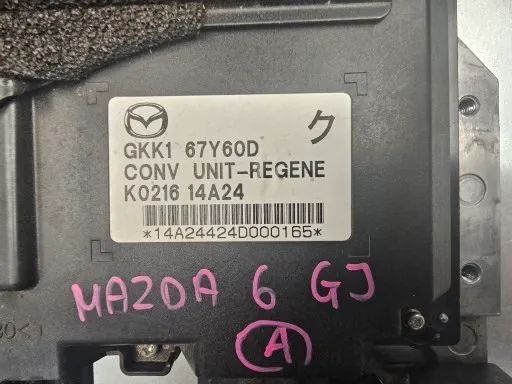 GKK1 67Y60D ク
CONV UNIT-REGENE
K0216 14A24
*14A24424D000165*
MAZDA 6 GJ
A